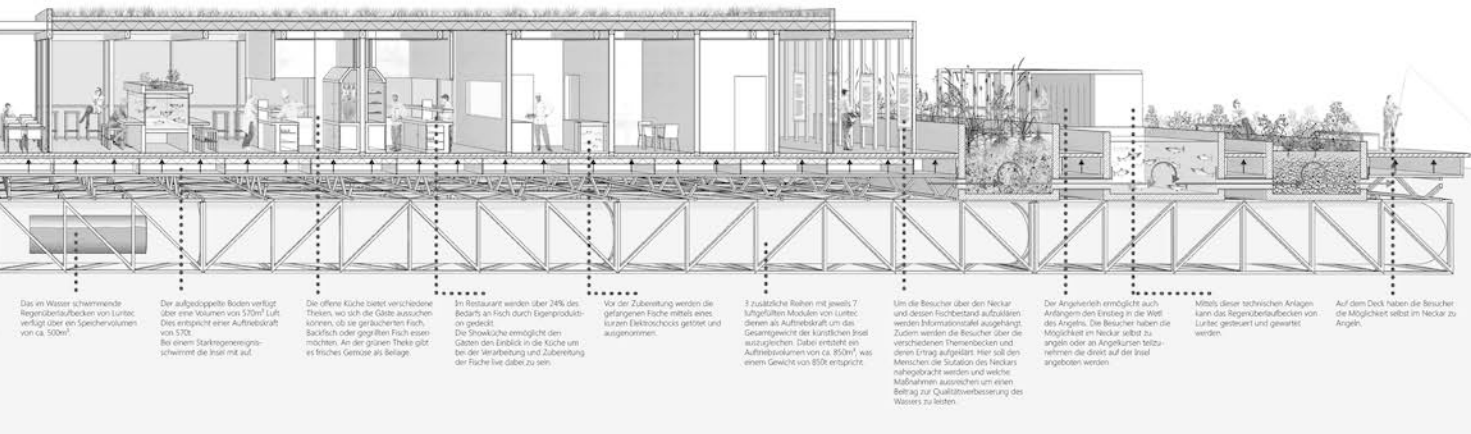 Das im Wasser schwimmende
Regenüberlaufbecken von Luritec
verfügt über ein Speichervolumen
von ca. 500m³.
Der aufgedoppelte Boden verfügt
über eine Volumen von 570m³ Luft.
Dies entspricht einer Auftriebskraft
von 570t.
Bei einem Starkregenereignis-
schwimmt die Insel mit auf.
Die offene Küche bietet verschiedene
Theken, wo sich die Gäste aussuchen
können, ob sie geräucherten Fisch,
Backfisch oder gegrillten Fisch essen
möchten. An der grünen Theke gibt
es frisches Gemüse als Beilage.
Im Restaurant werden über 24% des
Bedarfs an Fisch durch Eigenprodukti-
on gedeckt.
Die Showküche ermöglicht den
Gästen den Einblick in die Küche um
bei der Verarbeitung und Zubereitung
der Fische live dabei zu sein.
Vor der Zubereitung werden die
gefangenen Fische mittels eines
kurzen Elektroschocks getötet und
ausgenommen.
3 zusätzliche Reihen mit jeweils 7
luftgefüllten Modulen von Luritec
dienen als Auftriebskraft um das
Gesamtgewicht der künstlichen Insel
auszugleichen. Dabei entsteht ein
Auftriebsvolumen von ca. 850m³, was
einem Gewicht von 850t entspricht.
Um die Besucher über den Neckar
und dessen Fischbestand aufzuklären
werden Informationstafel ausgehängt.
Zudem werden die Besucher über die
verschiedenen Themenbecken und
deren Ertrag aufgeklärt. Hier soll den
Menschen die Siutation des Neckars
nahegebracht werden und welche
Maßnahmen ausreichen um einen
Beitrag zur Qualitätsverbesserung des
Wassers zu leisten.
Der Angelverleih ermöglicht auch
Anfängern den Einstieg in die Welt
des Angelns. Die Besucher haben die
Möglichkeit im Neckar selbst zu
angeln oder an Angelkursen teilzu-
nehmen die direkt auf der Insel
angeboten werden.
Mittels dieser technischen Anlagen
kann das Regenüberlaufbecken von
Luritec gesteuert und gewartet
werden.
Auf dem Deck haben die Besucher
die Möglichkeit selbst im Neckar zu
Angeln.